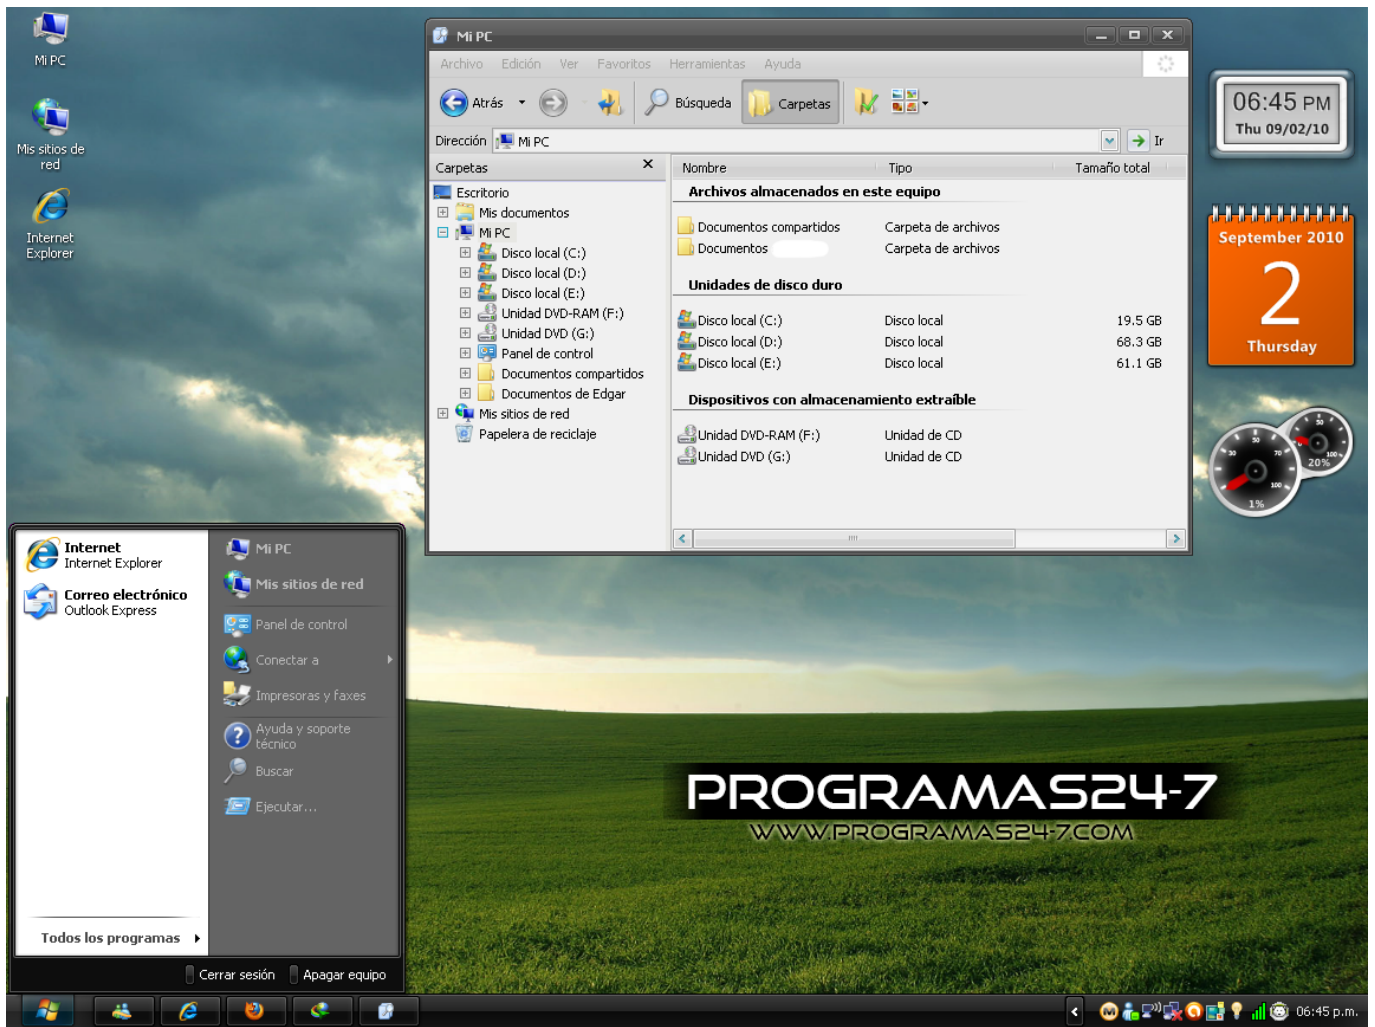 Mi PC
Mis sitios de
red
Internet
Explorer
Mi PC
Archivo Edición Ver Favoritos Herramientas Ayuda
Atrás Búsqueda Carpetas
Dirección Mi PC Ir
Carpetas
Escritorio
Mis documentos
Mi PC
Disco local (C:)
Disco local (D:)
Disco local (E:)
Unidad DVD-RAM (F:)
Unidad DVD (G:)
Panel de control
Documentos compartidos
Documentos de Edgar
Mis sitios de red
Papelera de reciclaje
Nombre Tipo Tamaño total
Archivos almacenados en este equipo
Documentos compartidos Carpeta de archivos
Documentos Carpeta de archivos
Unidades de disco duro
Disco local (C:) Disco local 19.5 GB
Disco local (D:) Disco local 68.3 GB
Disco local (E:) Disco local 61.1 GB
Dispositivos con almacenamiento extraíble
Unidad DVD-RAM (F:) Unidad de CD
Unidad DVD (G:) Unidad de CD
06:45 PM
Thu 09/02/10
September 2010
2
Thursday
20%
1%
Internet
Internet Explorer
Correo electrónico
Outlook Express
Todos los programas
Mi PC
Mis sitios de red
Panel de control
Conectar a
Impresoras y faxes
Ayuda y soporte
técnico
Buscar
Ejecutar...
Cerrar sesión Apagar equipo
PROGRAMAS24-7
WWW.PROGRAMAS24-7.COM
06:45 p.m.